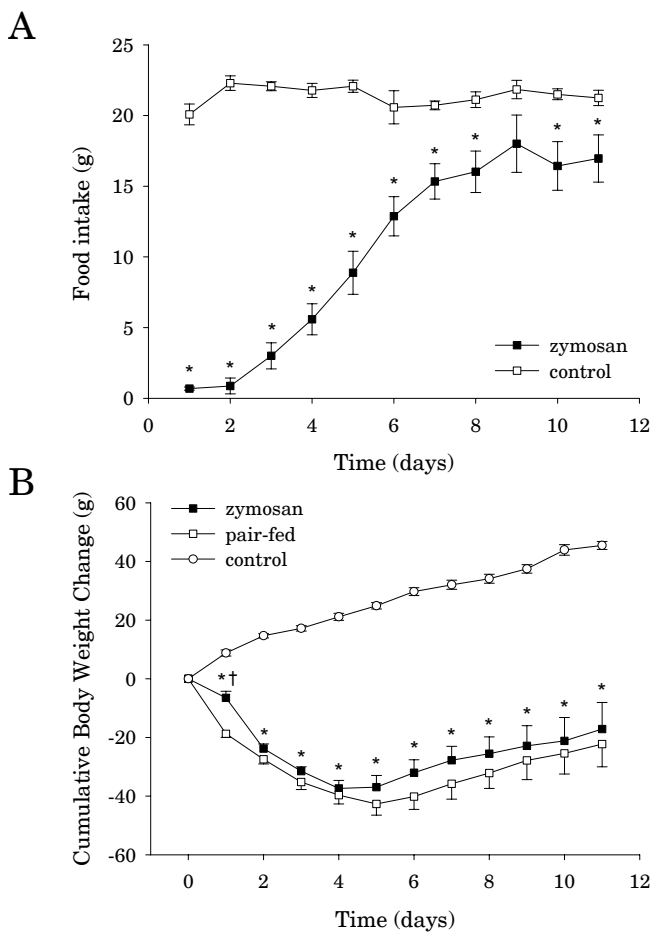 A
25
20
15
10
5
0
Food intake (g)
* * * * * * * * * *
zymosan
control
0 2 4 6 8 10 12
Time (days)
B
60
40
20
0
-20
-40
-60
Cumulative Body Weight Change (g)
zymosan
pair-fed
control
*†
* * * * * * * * * *
0 2 4 6 8 10 12
Time (days)